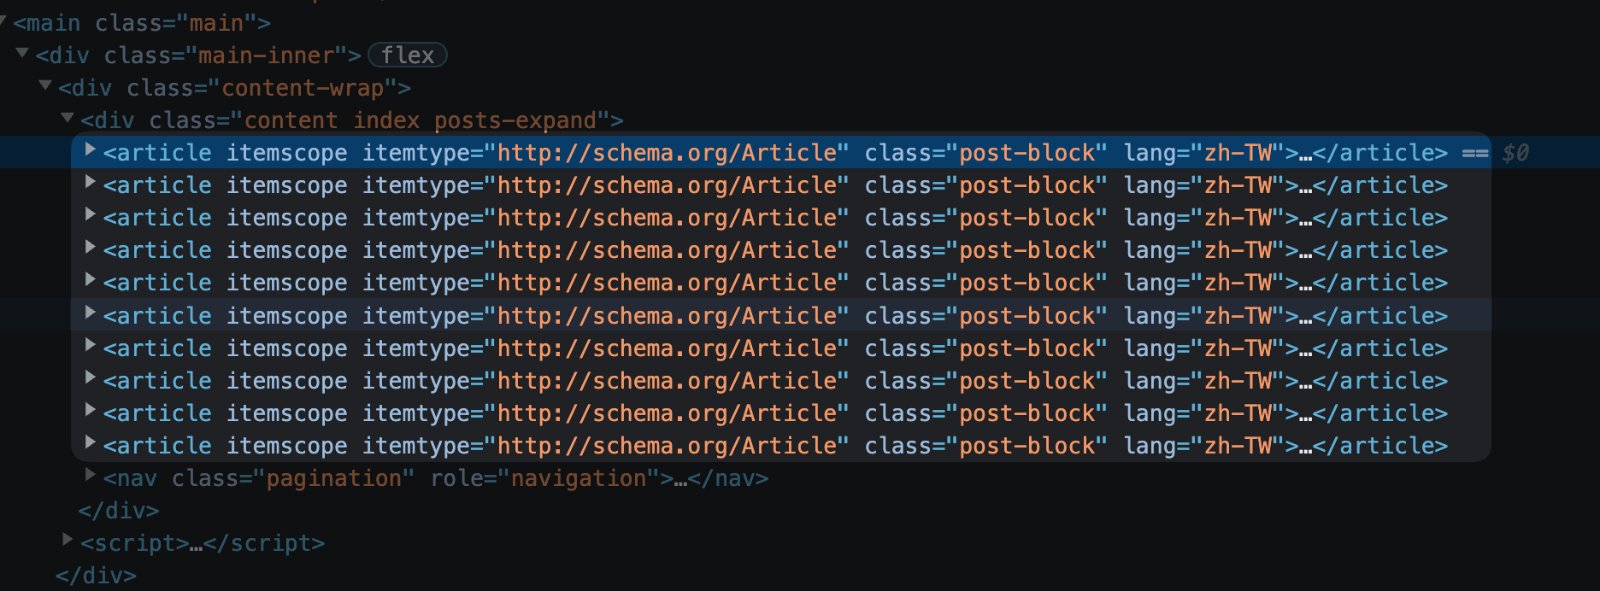 <main class="main">
<div class="main-inner"> flex
<div class="content-wrap">
<div class="content index posts-expand">
<article itemscope itemtype="http://schema.org/Article" class="post-block" lang="zh-TW">…</article> == $0
<article itemscope itemtype="http://schema.org/Article" class="post-block" lang="zh-TW">…</article>
<article itemscope itemtype="http://schema.org/Article" class="post-block" lang="zh-TW">…</article>
<article itemscope itemtype="http://schema.org/Article" class="post-block" lang="zh-TW">…</article>
<article itemscope itemtype="http://schema.org/Article" class="post-block" lang="zh-TW">…</article>
<article itemscope itemtype="http://schema.org/Article" class="post-block" lang="zh-TW">…</article>
<article itemscope itemtype="http://schema.org/Article" class="post-block" lang="zh-TW">…</article>
<article itemscope itemtype="http://schema.org/Article" class="post-block" lang="zh-TW">…</article>
<article itemscope itemtype="http://schema.org/Article" class="post-block" lang="zh-TW">…</article>
<article itemscope itemtype="http://schema.org/Article" class="post-block" lang="zh-TW">…</article>
<nav class="pagination" role="navigation">…</nav>
</div>
<script>…</script>
</div>